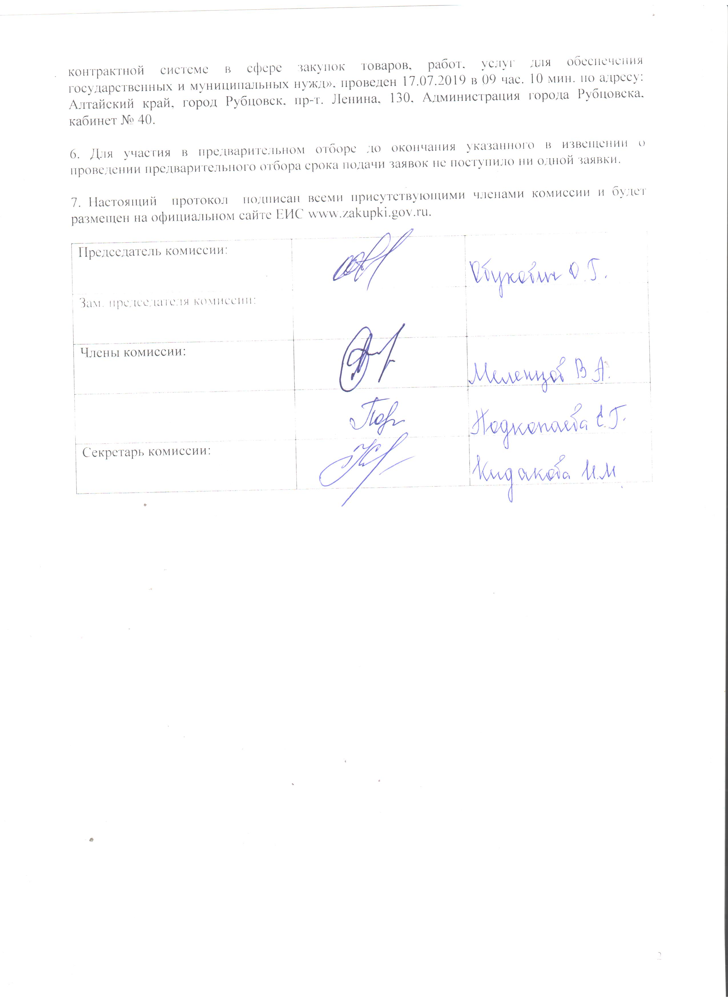 контрактной системе в сфере закупок товаров, работ, услуг для обеспечения
государственных и муниципальных нужд», проведен 17.07.2019 в 09 час. 10 мин. по адресу:
Алтайский край, город Рубцовск, пр-т. Ленина, 130, Администрация города Рубцовска,
кабинет № 40.
6. Для участия в предварительном отборе до окончания указанного в извещении о
проведении предварительного отбора срока подачи заявок не поступило ни одной заявки.
7. Настоящий протокол подписан всеми присутствующими членами комиссии и будет
размещен на официальном сайте ЕИС www.zakupki.gov.ru.
Председатель комиссии:
Обухович О.Г.
Зам. председателя комиссии:
Члены комиссии:
Меленцов В А.
Подкопаева Е.Г.
Секретарь комиссии:
Кидакова И.М
2